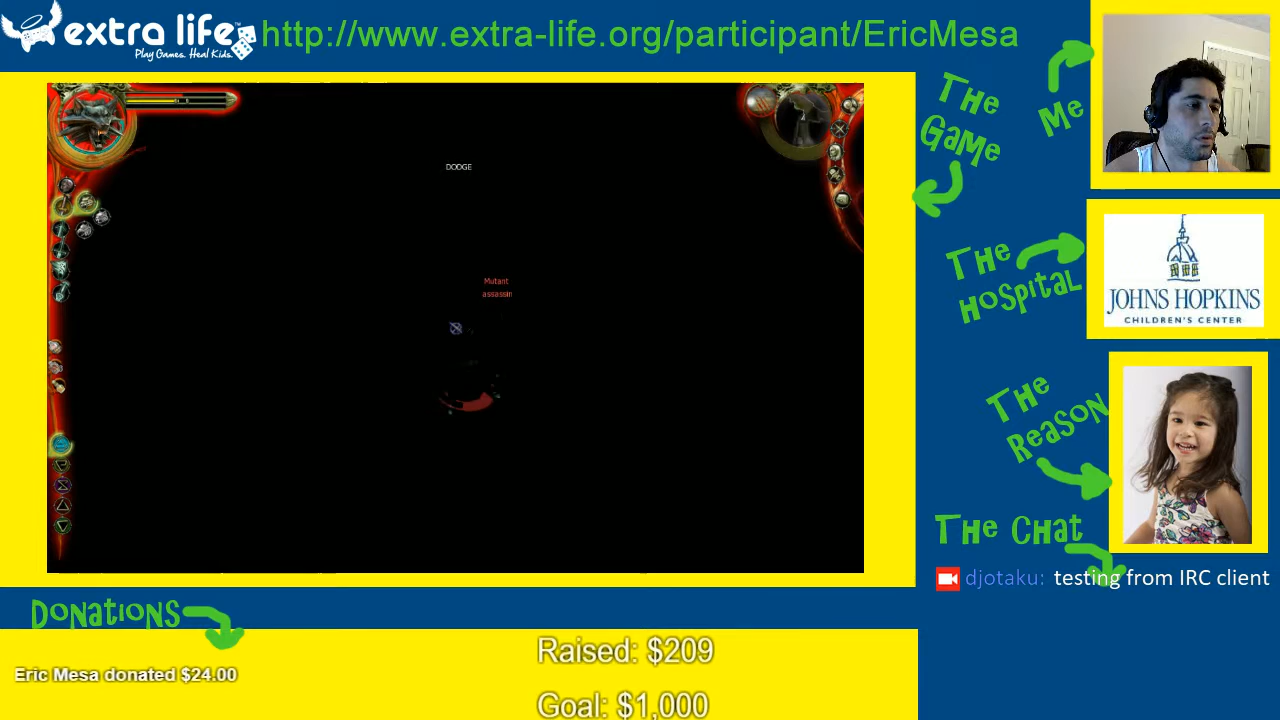 extra life
Play Games. Heal Kids.
http://www.extra-life.org/participant/EricMesa
THE GAME
ME
DODGE
Mutant
assassin
THE HOSPITAL
JOHNS HOPKINS
CHILDREN'S CENTER
THE REASON
THE CHAT
djotaku: testing from IRC client
DONATIONS
Eric Mesa donated $24.00
Raised: $209
Goal: $1,000